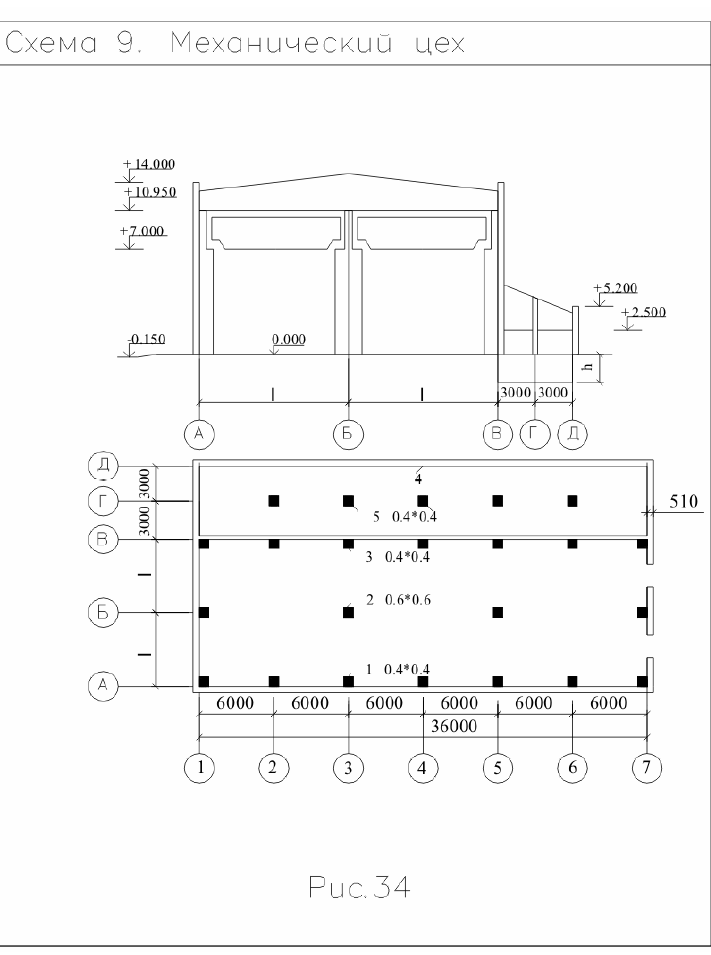 Схема 9. Механический цех
+14.000
+10.950
+7.000
-0.150
0.000
+5.200
+2.500
h
l l 3000 3000
А Б В Г Д
Д
4
3000
Г
5 0.4*0.4
510
3000
В
3 0.4*0.4
l
Б
2 0.6*0.6
l
1 0.4*0.4
А
6000 6000 6000 6000 6000 6000
36000
1 2 3 4 5 6 7
Рис.34